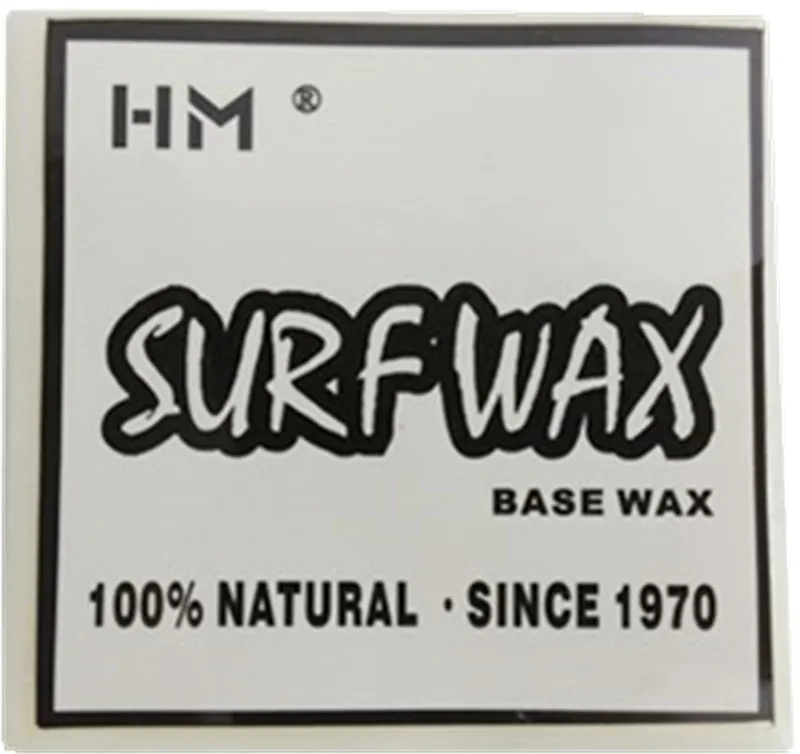 HM ®
SURF WAX
BASE WAX
100% NATURAL · SINCE 1970